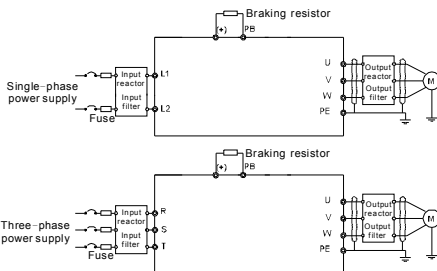 Braking resistor
(+) PB
Single-phase
power supply
Fuse
Input
reactor
Input
filter
L1
L2
U
V
W
PE
Output
reactor
Output
filter
M
Braking resistor
(+) PB
Three-phase
power supply
Fuse
Input
reactor
Input
filter
R
S
T
U
V
W
PE
Output
reactor
Output
filter
M